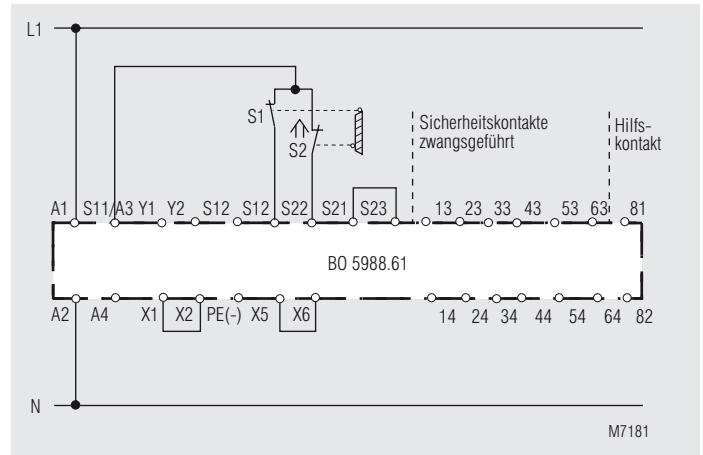 L1
S1
S2
Sicherheitskontakte
zwangsgeführt
Hilfs-
kontakt
A1 S11/A3 Y1 Y2 S12 S12 S22 S21 S23 13 23 33 43 53 63 81
BO 5988.61
A2 A4 X1 X2 PE(-) X5 X6 14 24 34 44 54 64 82
N
M7181